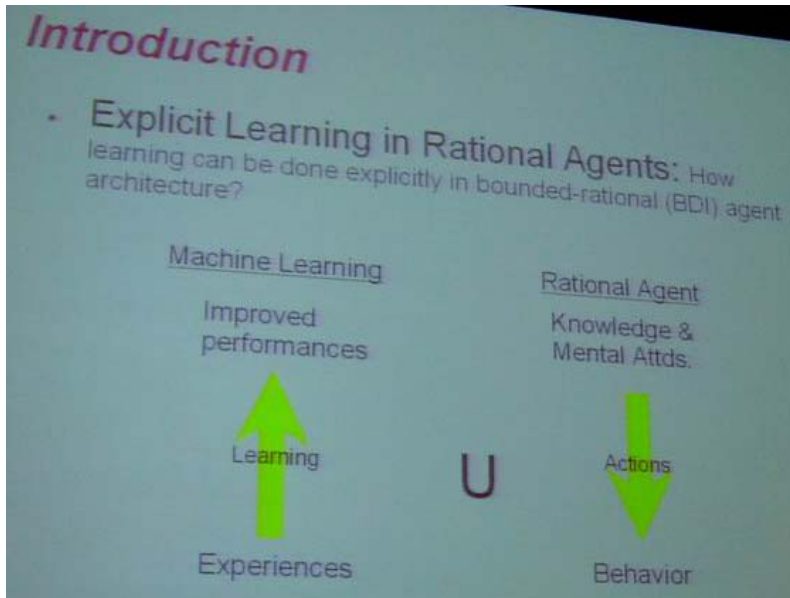 Introduction
• Explicit Learning in Rational Agents: How
learning can be done explicitly in bounded-rational (BDI) agent
architecture?
Machine Learning
Improved
performances
Learning
Experiences
U
Rational Agent
Knowledge &
Mental Attds.
Actions
Behavior